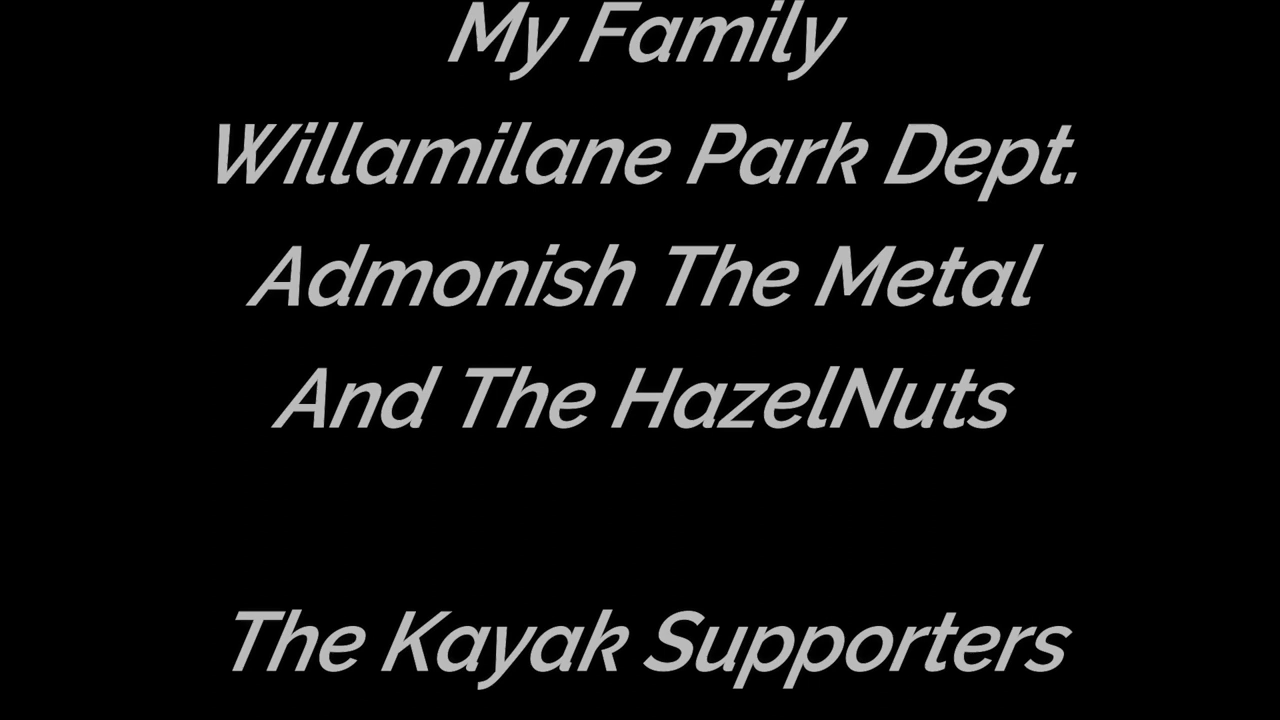 My Family
Willamilane Park Dept.
Admonish The Metal
And The HazelNuts
The Kayak Supporters